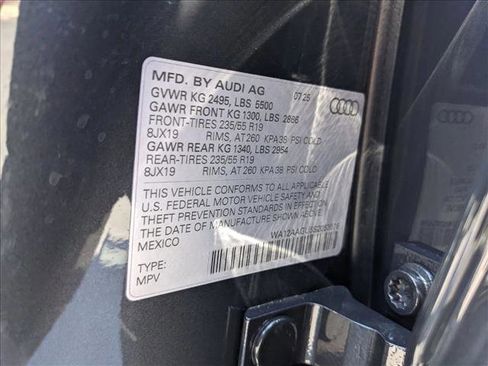 MFD. BY AUDI AG 07 25
GVWR KG 2495, LBS 5500
GAWR FRONT KG 1300, LBS 2866
FRONT-TIRES 235/55 R19
8JX19 RIMS, AT 260 KPA 38 PSI COLD
GAWR REAR KG 1340, LBS 2954
REAR-TIRES 235/55 R19
8JX19 RIMS, AT 260 KPA 38 PSI COLD
THIS VEHICLE CONFORMS TO ALL APPLICABLE
U.S. FEDERAL MOTOR VEHICLE SAFETY AND
THEFT PREVENTION STANDARDS IN EFFECT ON
THE DATE OF MANUFACTURE SHOWN ABOVE.
MEXICO
TYPE:
MPV